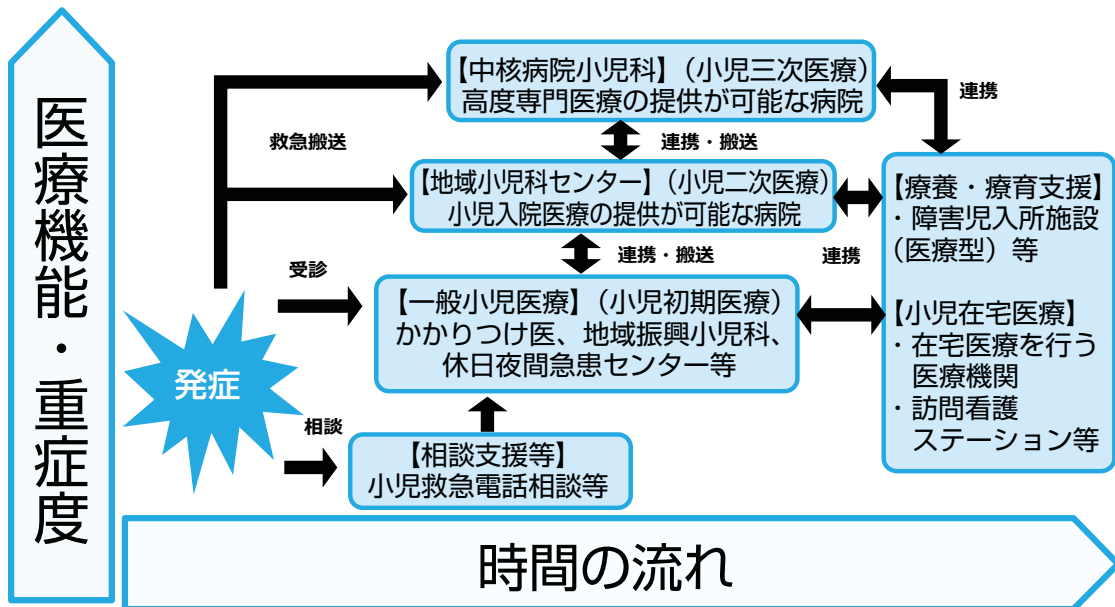 医療機能・重症度
【中核病院小児科】（小児三次医療）
高度専門医療の提供が可能な病院
連携
救急搬送
連携・搬送
【地域小児科センター】（小児二次医療）
小児入院医療の提供が可能な病院
【療養・療育支援】
・障害児入所施設
（医療型）等
連携・搬送
連携
受診
【一般小児医療】（小児初期医療）
かかりつけ医、地域振興小児科、
休日夜間急患センター等
【小児在宅医療】
・在宅医療を行う
医療機関
・訪問看護
ステーション等
発症
相談
【相談支援等】
小児救急電話相談等
時間の流れ